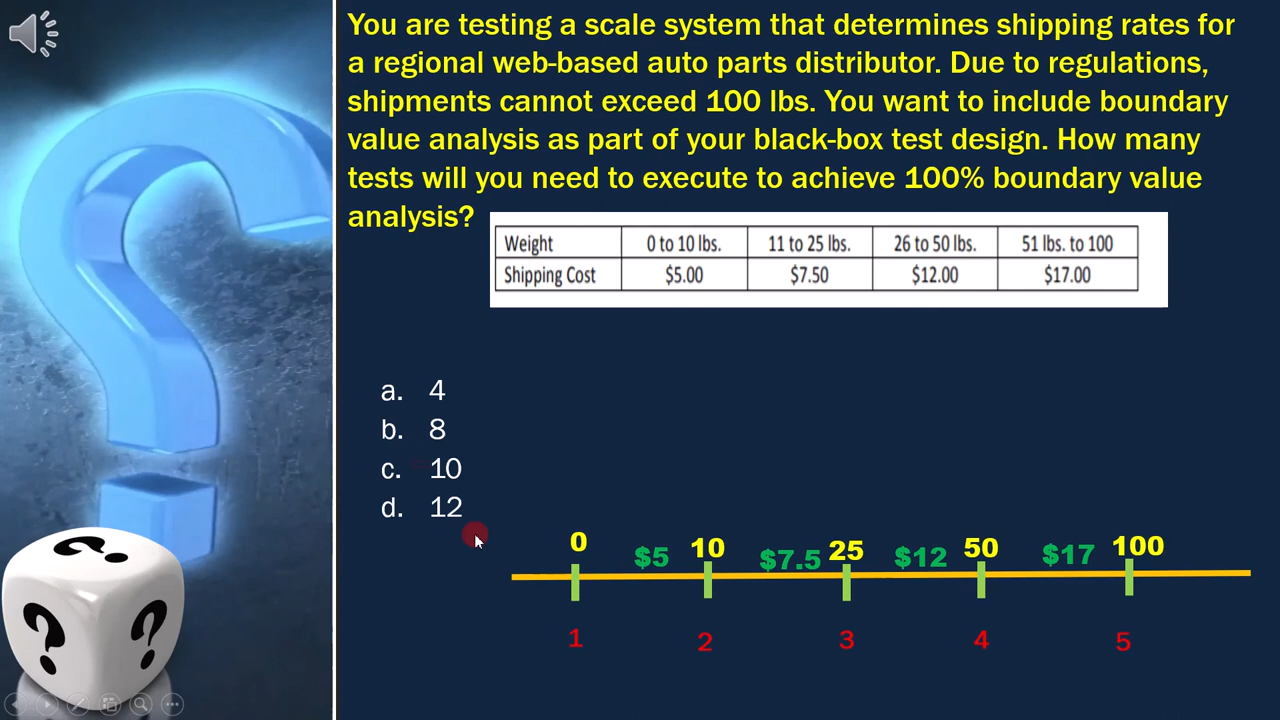 You are testing a scale system that determines shipping rates for
a regional web-based auto parts distributor. Due to regulations,
shipments cannot exceed 100 lbs. You want to include boundary
value analysis as part of your black-box test design. How many
tests will you need to execute to achieve 100% boundary value
analysis?
Weight 0 to 10 lbs. 11 to 25 lbs. 26 to 50 lbs. 51 lbs. to 100
Shipping Cost $5.00 $7.50 $12.00 $17.00
a. 4
b. 8
c. 10
d. 12
0 $5 10 $7.5 25 $12 50 $17 100
1 2 3 4 5
? ? ?